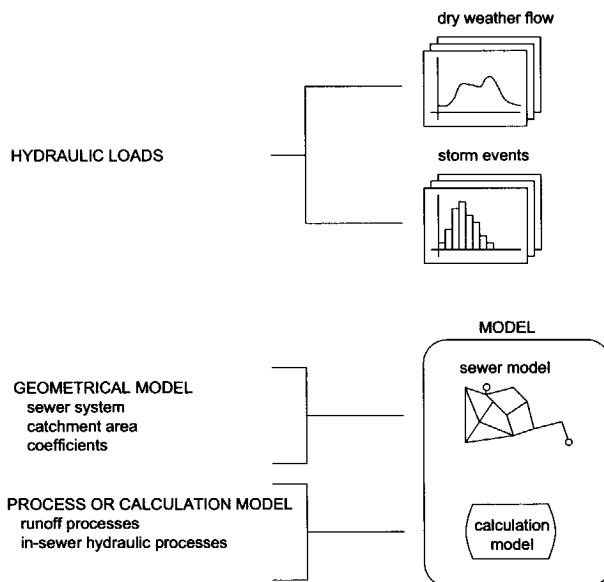 dry weather flow
HYDRAULIC LOADS
storm events
MODEL
sewer model
GEOMETRICAL MODEL
sewer system
catchment area
coefficients
PROCESS OR CALCULATION MODEL
runoff processes
in-sewer hydraulic processes
calculation
model